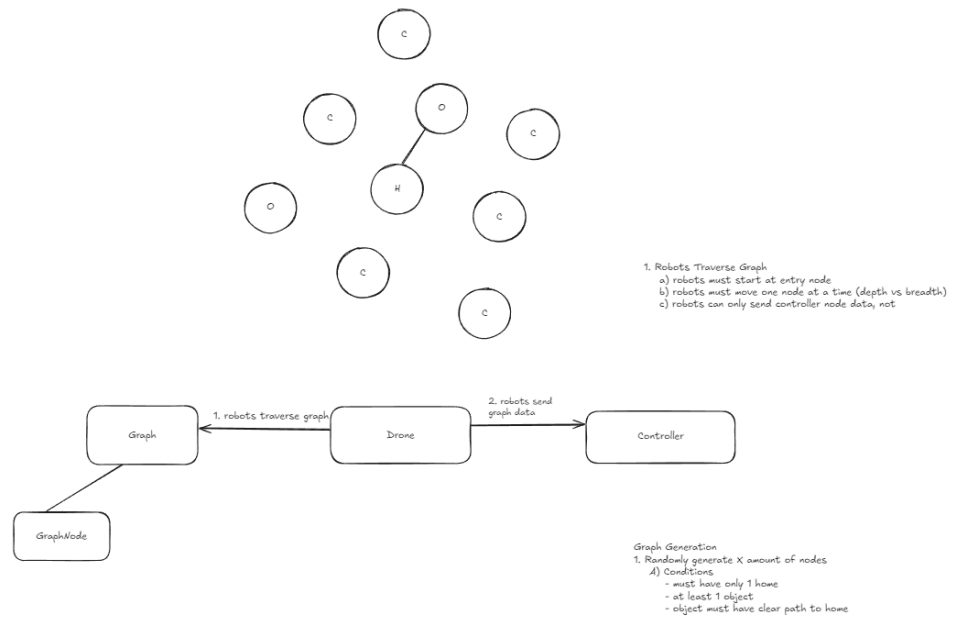 C
O
C
C
H
O
C
C
C
1. Robots Traverse Graph
a) robots must start at entry node
b) robots must move one node at a time (depth vs breadth)
c) robots can only send controller node data, not
2. robots send
graph data
1. robots traverse graph
Graph
Drone
Controller
GraphNode
Graph Generation
1. Randomly generate X amount of nodes
A) Conditions
- must have only 1 home
- at least 1 object
- object must have clear path to home